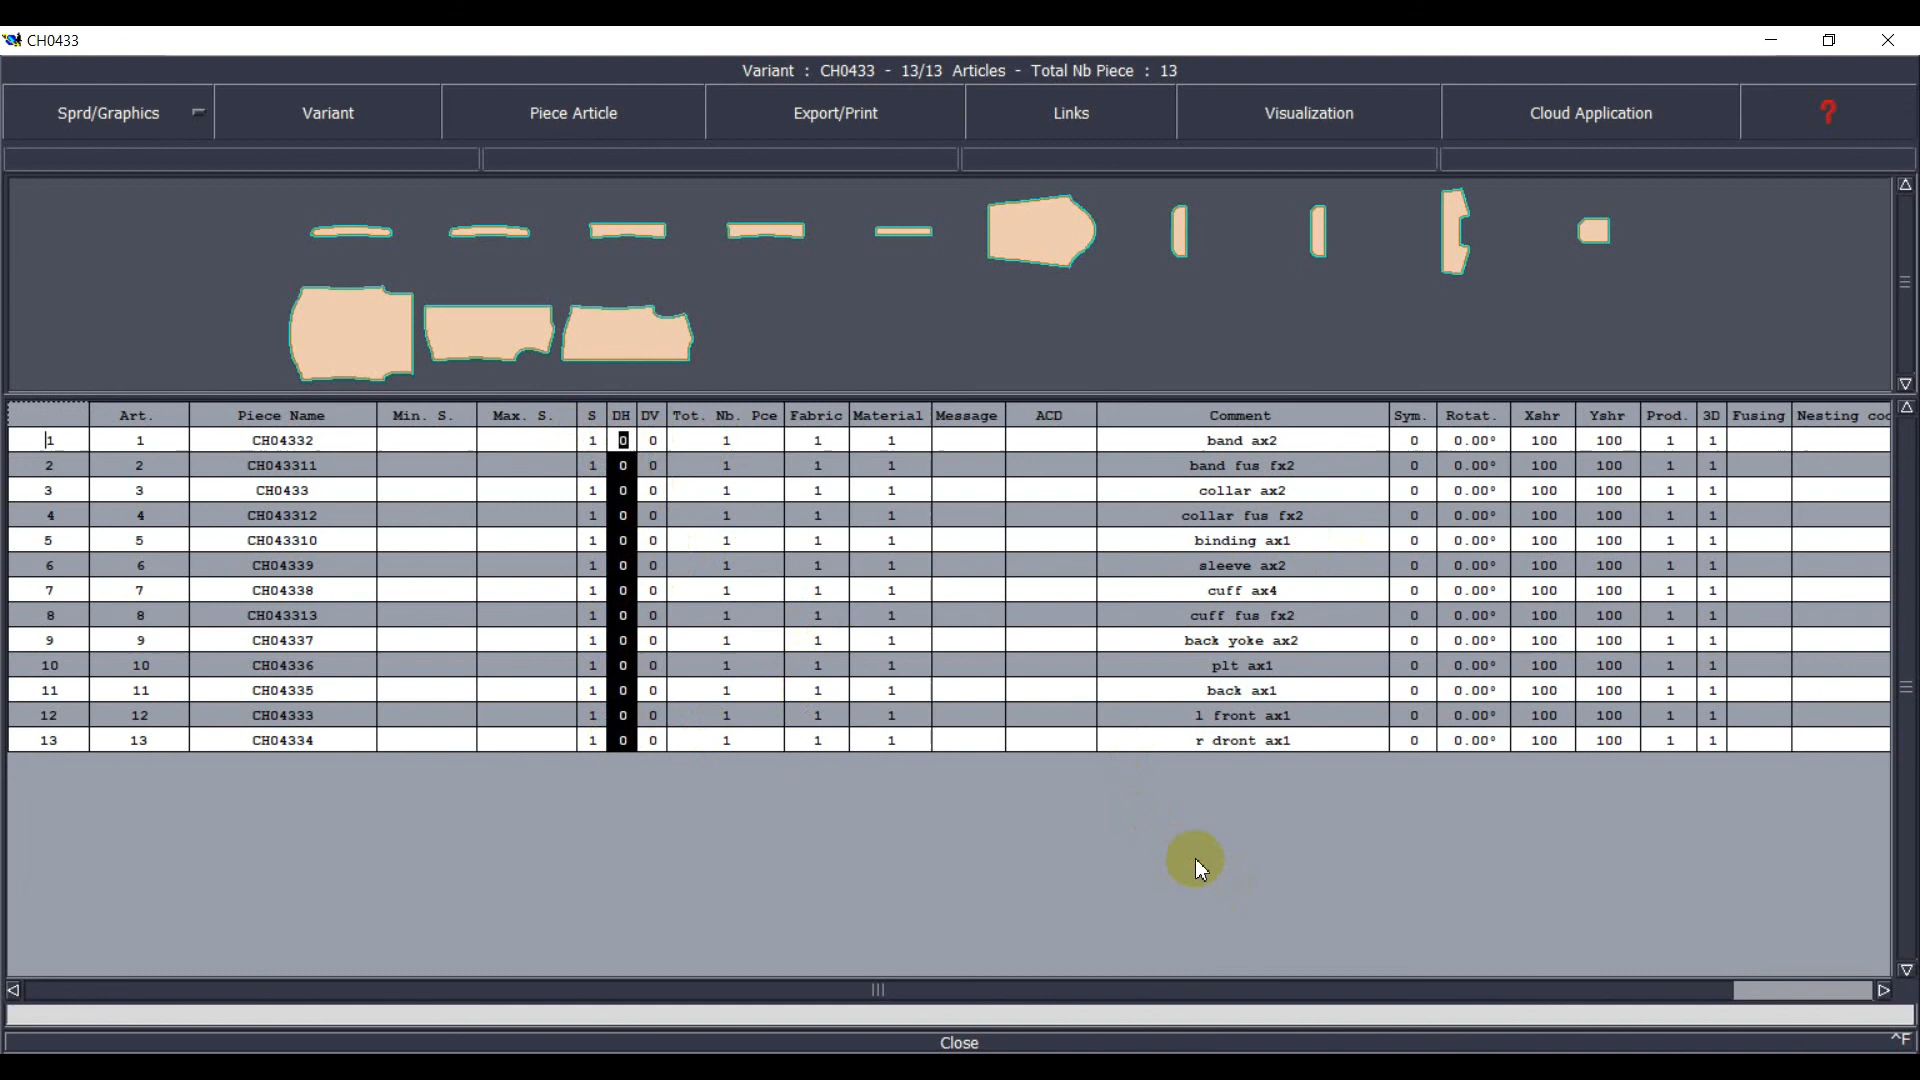 CH0433
Variant : CH0433 - 13/13 Articles - Total Nb Piece : 13
Sprd/Graphics Variant Piece Article Export/Print Links Visualization Cloud Application ?
Art. Piece Name Min. S. Max. S. S DH DV Tot. Nb. Pce Fabric Material Message ACD Comment Sym. Rotat. Xshr Yshr Prod. 3D Fusing Nesting coc
1 1 CH04332 1 0 0 1 1 1 band ax2 0 0.00° 100 100 1 1
2 2 CH043311 1 0 0 1 1 1 band fus fx2 0 0.00° 100 100 1 1
3 3 CH0433 1 0 0 1 1 1 collar ax2 0 0.00° 100 100 1 1
4 4 CH043312 1 0 0 1 1 1 collar fus fx2 0 0.00° 100 100 1 1
5 5 CH043310 1 0 0 1 1 1 binding ax1 0 0.00° 100 100 1 1
6 6 CH04339 1 0 0 1 1 1 sleeve ax2 0 0.00° 100 100 1 1
7 7 CH04338 1 0 0 1 1 1 cuff ax4 0 0.00° 100 100 1 1
8 8 CH043313 1 0 0 1 1 1 cuff fus fx2 0 0.00° 100 100 1 1
9 9 CH04337 1 0 0 1 1 1 back yoke ax2 0 0.00° 100 100 1 1
10 10 CH04336 1 0 0 1 1 1 plt ax1 0 0.00° 100 100 1 1
11 11 CH04335 1 0 0 1 1 1 back ax1 0 0.00° 100 100 1 1
12 12 CH04333 1 0 0 1 1 1 l front ax1 0 0.00° 100 100 1 1
13 13 CH04334 1 0 0 1 1 1 r dront ax1 0 0.00° 100 100 1 1
Close ^F